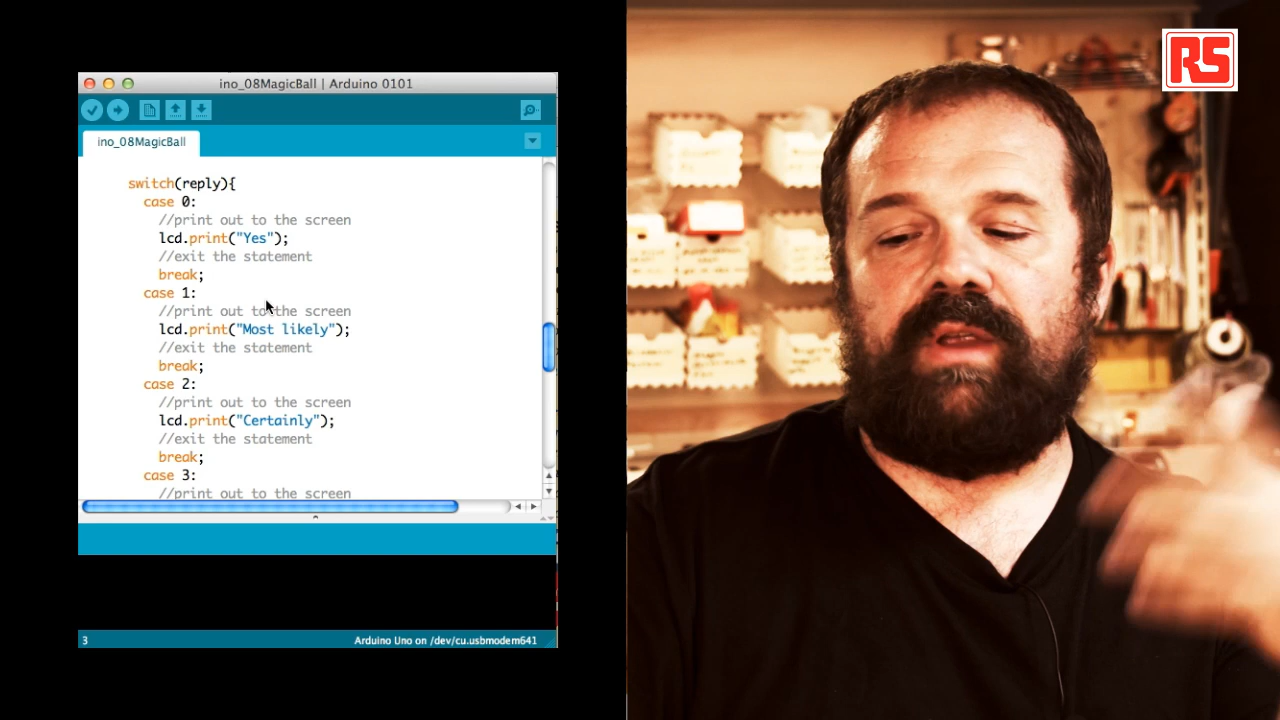 ino_08MagicBall | Arduino 0101
ino_08MagicBall
switch(reply){
case 0:
//print out to the screen
lcd.print("Yes");
//exit the statement
break;
case 1:
//print out to the screen
lcd.print("Most likely");
//exit the statement
break;
case 2:
//print out to the screen
lcd.print("Certainly");
//exit the statement
break;
case 3:
//print out to the screen
3
Arduino Uno on /dev/cu.usbmodem641
RS